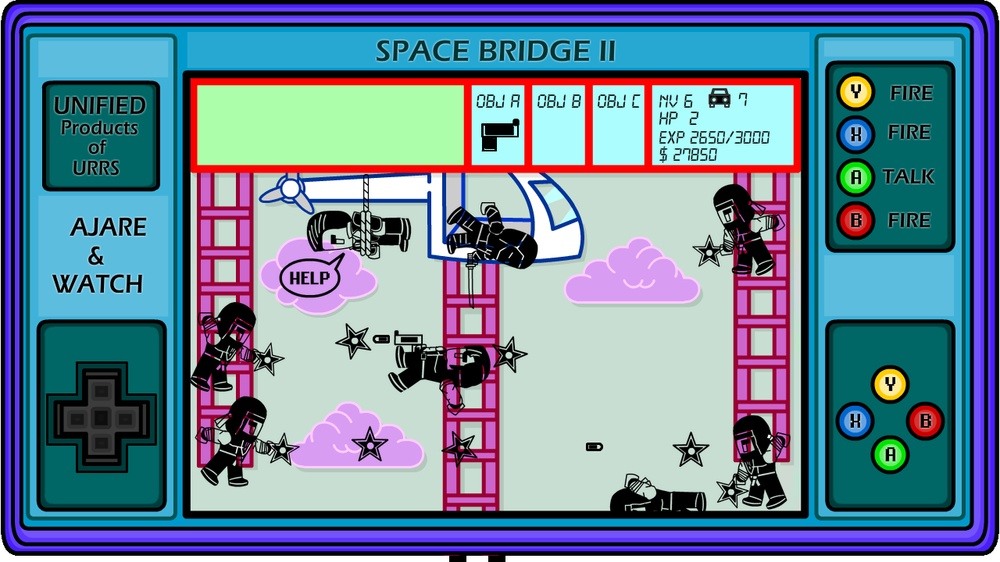 SPACE BRIDGE II
UNIFIED
Products
of
URRS
AJARE
&
WATCH
OBJ A
OBJ B
OBJ C
NV 6 7
HP 2
EXP 2650/3000
$ 27850
HELP
Y FIRE
X FIRE
A TALK
B FIRE
Y
X B
A